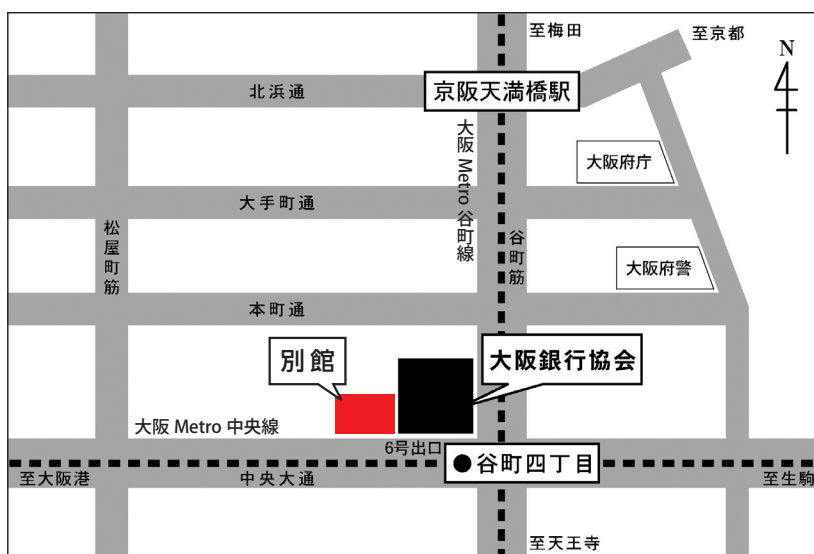 至梅田
至京都
N
京阪天満橋駅
北浜通
大阪 Metro 谷町線
大阪府庁
大手町通
松屋町筋
谷町筋
大阪府警
本町通
別館
大阪銀行協会
大阪 Metro 中央線
6号出口
●谷町四丁目
至大阪港
中央大通
至生駒
至天王寺